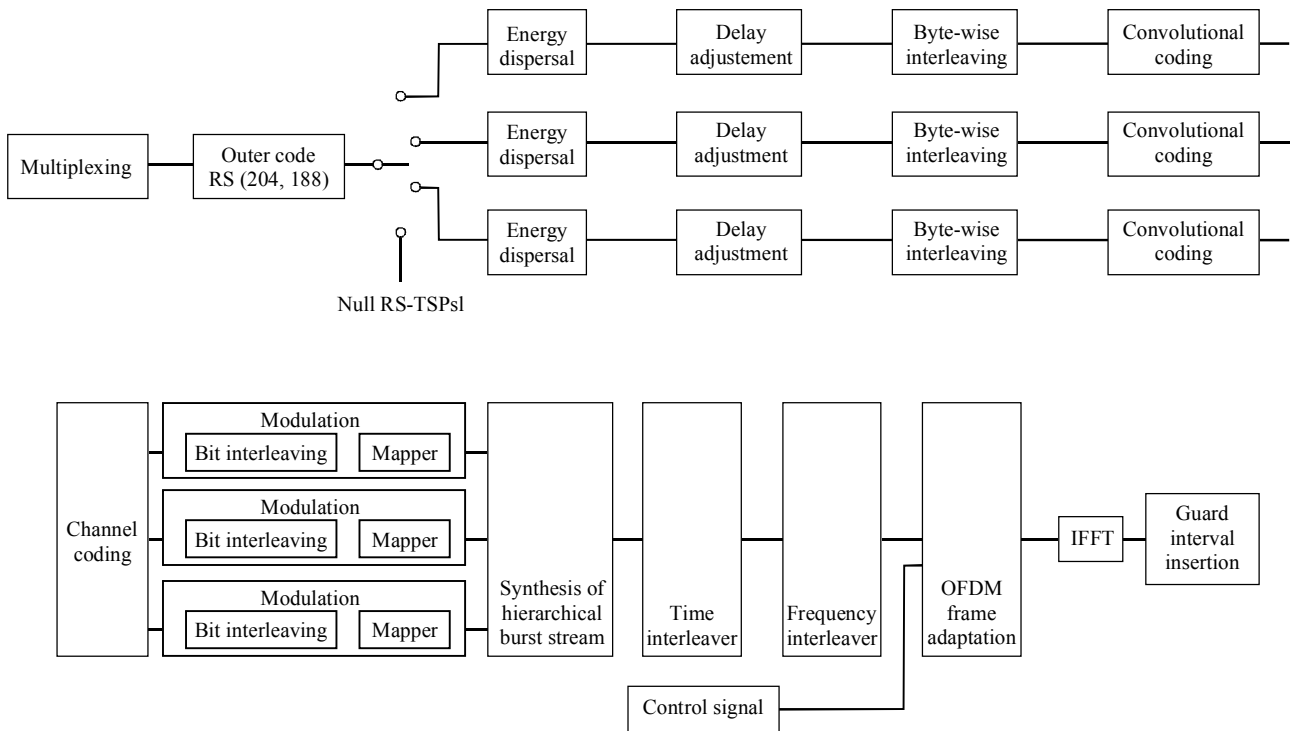 Energy
dispersal
Delay
adjustement
Byte-wise
interleaving
Convolutional
coding
Multiplexing
Outer code
RS (204, 188)
Energy
dispersal
Delay
adjustment
Byte-wise
interleaving
Convolutional
coding
Energy
dispersal
Delay
adjustment
Byte-wise
interleaving
Convolutional
coding
Null RS-TSPsl
Channel
coding
Modulation
Bit interleaving
Mapper
Modulation
Bit interleaving
Mapper
Modulation
Bit interleaving
Mapper
Synthesis of
hierarchical
burst stream
Time
interleaver
Frequency
interleaver
OFDM
frame
adaptation
IFFT
Guard
interval
insertion
Control signal